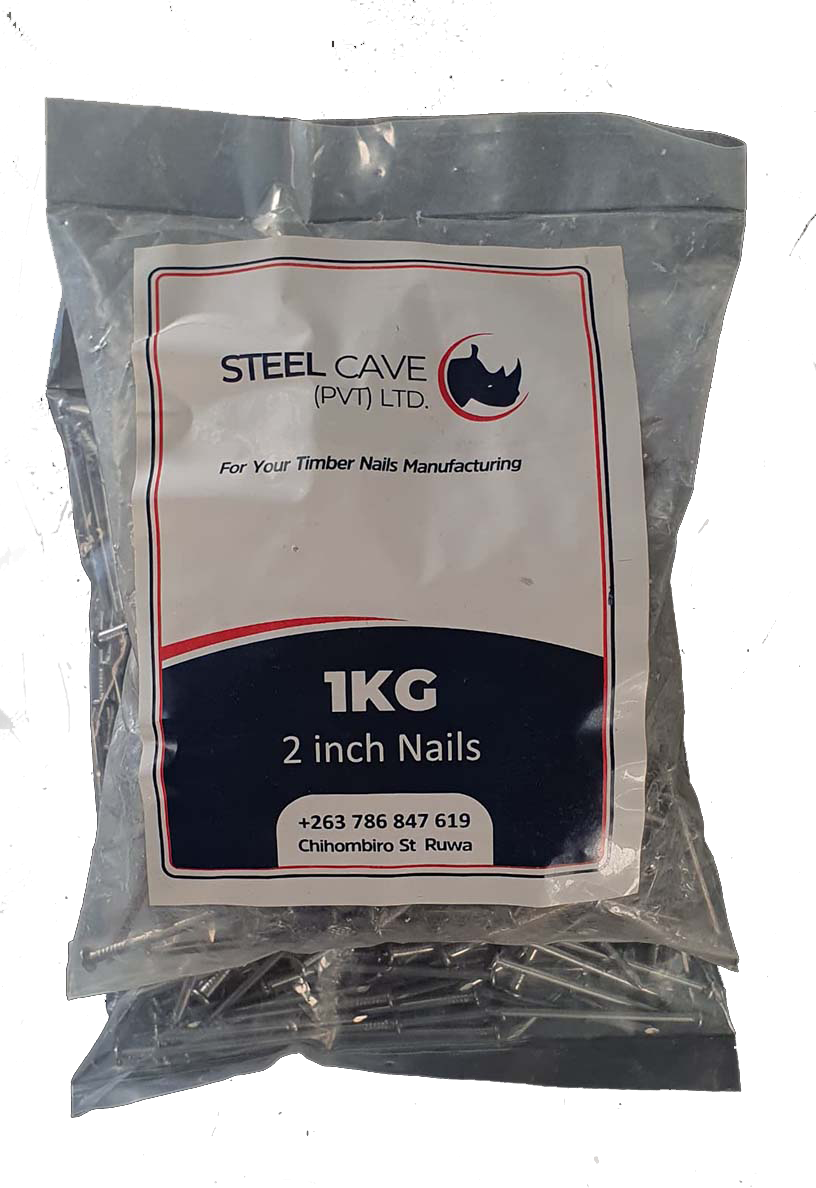 STEEL CAVE
(PVT) LTD.
For Your Timber Nails Manufacturing
1KG
2 inch Nails
+263 786 847 619
Chihombiro St Ruwa